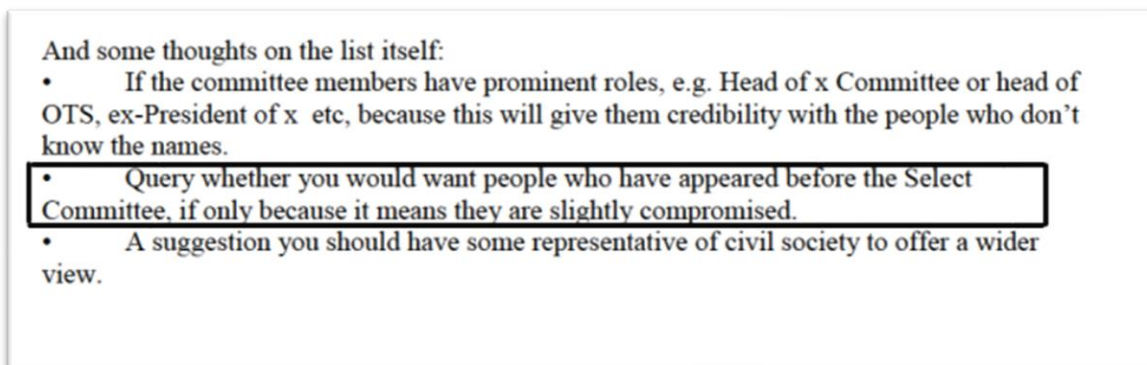 And some thoughts on the list itself:
• If the committee members have prominent roles, e.g. Head of x Committee or head of
OTS, ex-President of x etc, because this will give them credibility with the people who don’t
know the names.
• Query whether you would want people who have appeared before the Select
Committee, if only because it means they are slightly compromised.
• A suggestion you should have some representative of civil society to offer a wider
view.